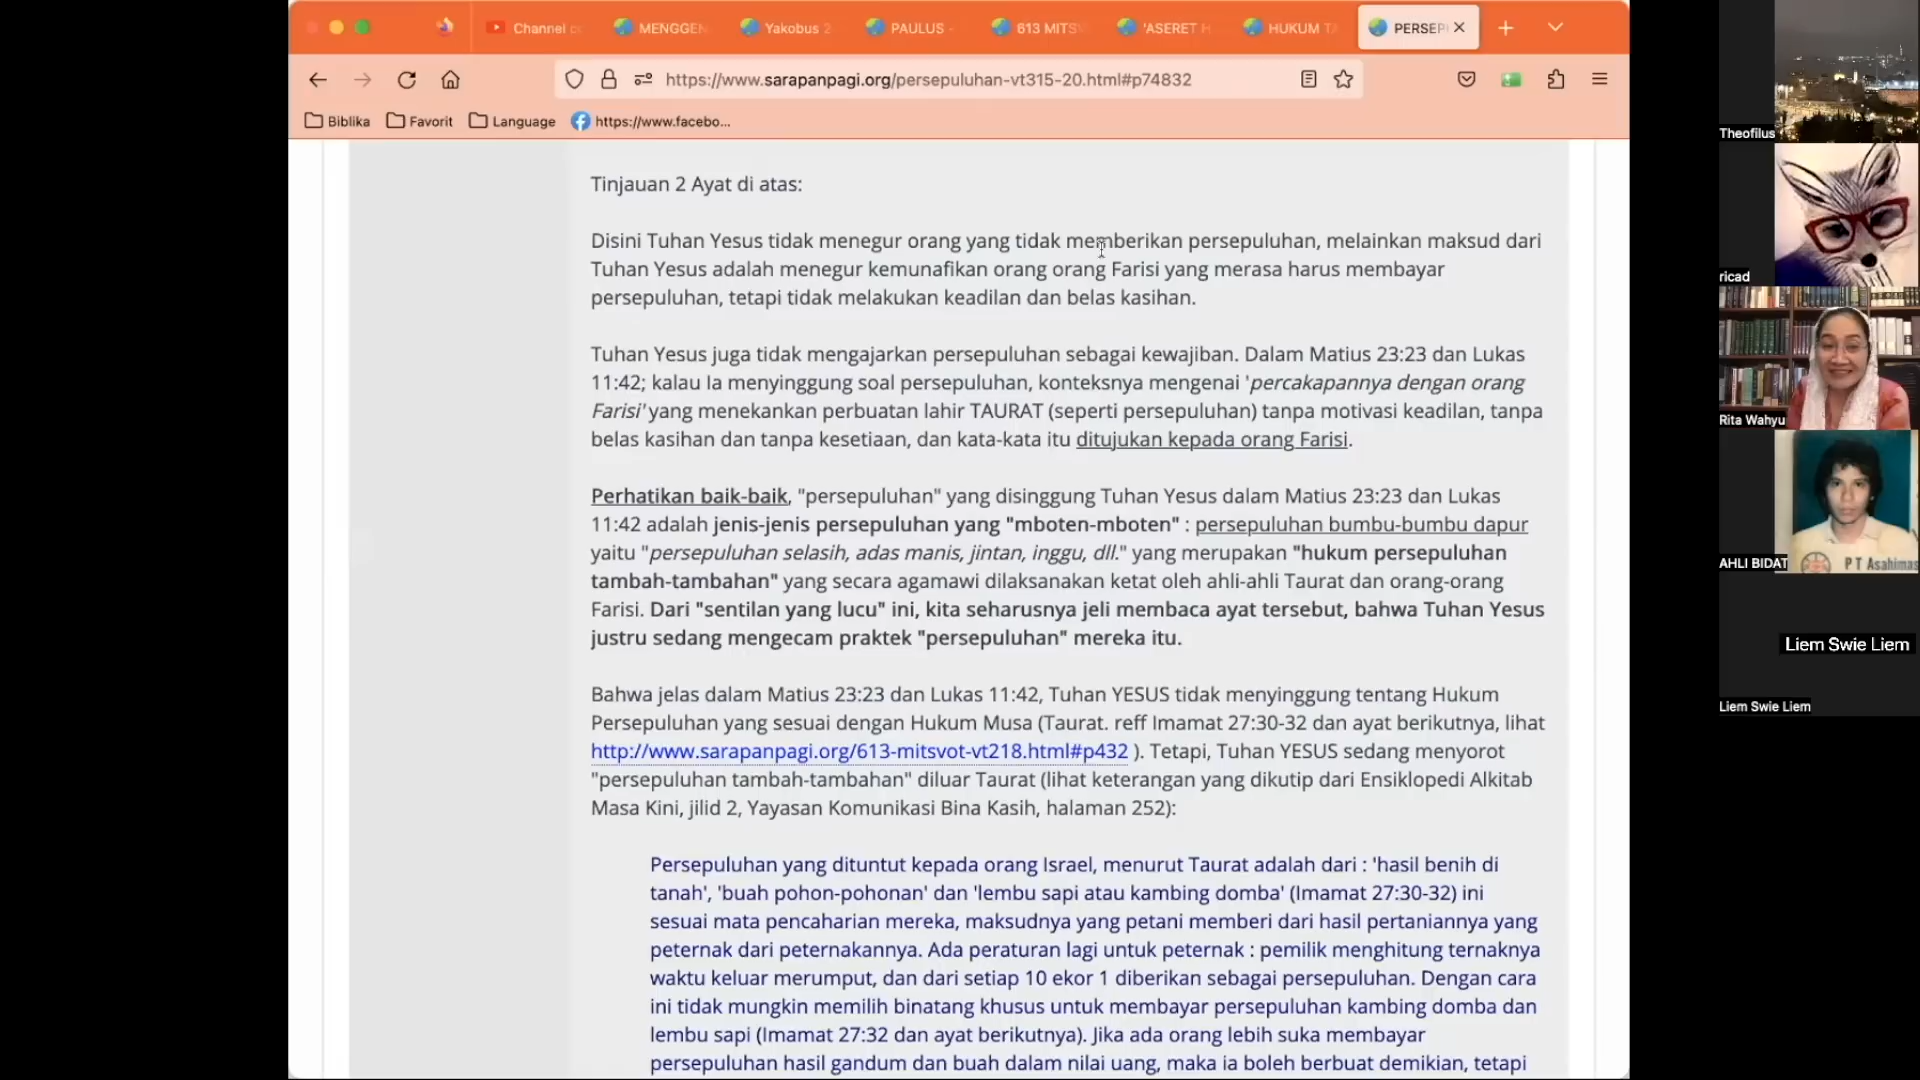 Channel c
MENGGEN
Yakobus 2
PAULUS -
613 MITS
'ASERET H
HUKUM TA
PERSEP
https://www.sarapanpagi.org/persepuluhan-vt315-20.html#p74832
Biblika
Favorit
Language
https://www.facebo...
Tinjauan 2 Ayat di atas:
Disini Tuhan Yesus tidak menegur orang yang tidak memberikan persepuluhan, melainkan maksud dari
Tuhan Yesus adalah menegur kemunafikan orang orang Farisi yang merasa harus membayar
persepuluhan, tetapi tidak melakukan keadilan dan belas kasihan.
Tuhan Yesus juga tidak mengajarkan persepuluhan sebagai kewajiban. Dalam Matius 23:23 dan Lukas
11:42; kalau Ia menyinggung soal persepuluhan, konteksnya mengenai 'percakapannya dengan orang
Farisi' yang menekankan perbuatan lahir TAURAT (seperti persepuluhan) tanpa motivasi keadilan, tanpa
belas kasihan dan tanpa kesetiaan, dan kata-kata itu ditujukan kepada orang Farisi.
Perhatikan baik-baik, "persepuluhan" yang disinggung Tuhan Yesus dalam Matius 23:23 dan Lukas
11:42 adalah jenis-jenis persepuluhan yang "mboten-mboten" : persepuluhan bumbu-bumbu dapur
yaitu "persepuluhan selasih, adas manis, jintan, inggu, dll." yang merupakan "hukum persepuluhan
tambah-tambahan" yang secara agamawi dilaksanakan ketat oleh ahli-ahli Taurat dan orang-orang
Farisi. Dari "sentilan yang lucu" ini, kita seharusnya jeli membaca ayat tersebut, bahwa Tuhan Yesus
justru sedang mengecam praktek "persepuluhan" mereka itu.
Bahwa jelas dalam Matius 23:23 dan Lukas 11:42, Tuhan YESUS tidak menyinggung tentang Hukum
Persepuluhan yang sesuai dengan Hukum Musa (Taurat. reff Imamat 27:30-32 dan ayat berikutnya, lihat
http://www.sarapanpagi.org/613-mitsvot-vt218.html#p432 ). Tetapi, Tuhan YESUS sedang menyorot
"persepuluhan tambah-tambahan" diluar Taurat (lihat keterangan yang dikutip dari Ensiklopedi Alkitab
Masa Kini, jilid 2, Yayasan Komunikasi Bina Kasih, halaman 252):
Persepuluhan yang dituntut kepada orang Israel, menurut Taurat adalah dari : 'hasil benih di
tanah', 'buah pohon-pohonan' dan 'lembu sapi atau kambing domba' (Imamat 27:30-32) ini
sesuai mata pencaharian mereka, maksudnya yang petani memberi dari hasil pertaniannya yang
peternak dari peternakannya. Ada peraturan lagi untuk peternak : pemilik menghitung ternaknya
waktu keluar merumput, dan dari setiap 10 ekor 1 diberikan sebagai persepuluhan. Dengan cara
ini tidak mungkin memilih binatang khusus untuk membayar persepuluhan kambing domba dan
lembu sapi (Imamat 27:32 dan ayat berikutnya). Jika ada orang lebih suka membayar
persepuluhan hasil gandum dan buah dalam nilai uang, maka ia boleh berbuat demikian, tetapi
Theofilus
ricad
Rita Wahyu
AHLI BIDAT
P T Asahimas
Liem Swie Liem
Liem Swie Liem